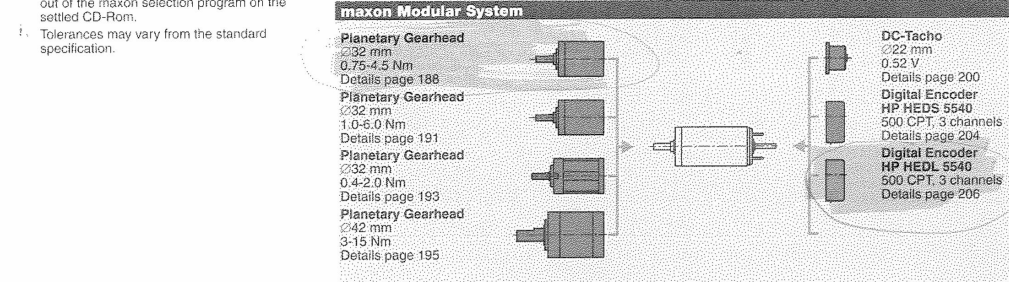 out of the maxon selection program on the
settled CD-Rom.
Tolerances may vary from the standard
specification.
maxon Modular System
Planetary Gearhead
∅32 mm
0.75-4.5 Nm
Details page 188
Planetary Gearhead
∅32 mm
1.0-6.0 Nm
Details page 191
Planetary Gearhead
∅32 mm
0.4-2.0 Nm
Details page 193
Planetary Gearhead
∅42 mm
3-15 Nm
Details page 195
DC-Tacho
∅22 mm
0.52 V
Details page 200
Digital Encoder
HP HEDS 5540
500 CPT, 3 channels
Details page 204
Digital Encoder
HP HEDL 5540
500 CPT, 3 channels
Details page 206